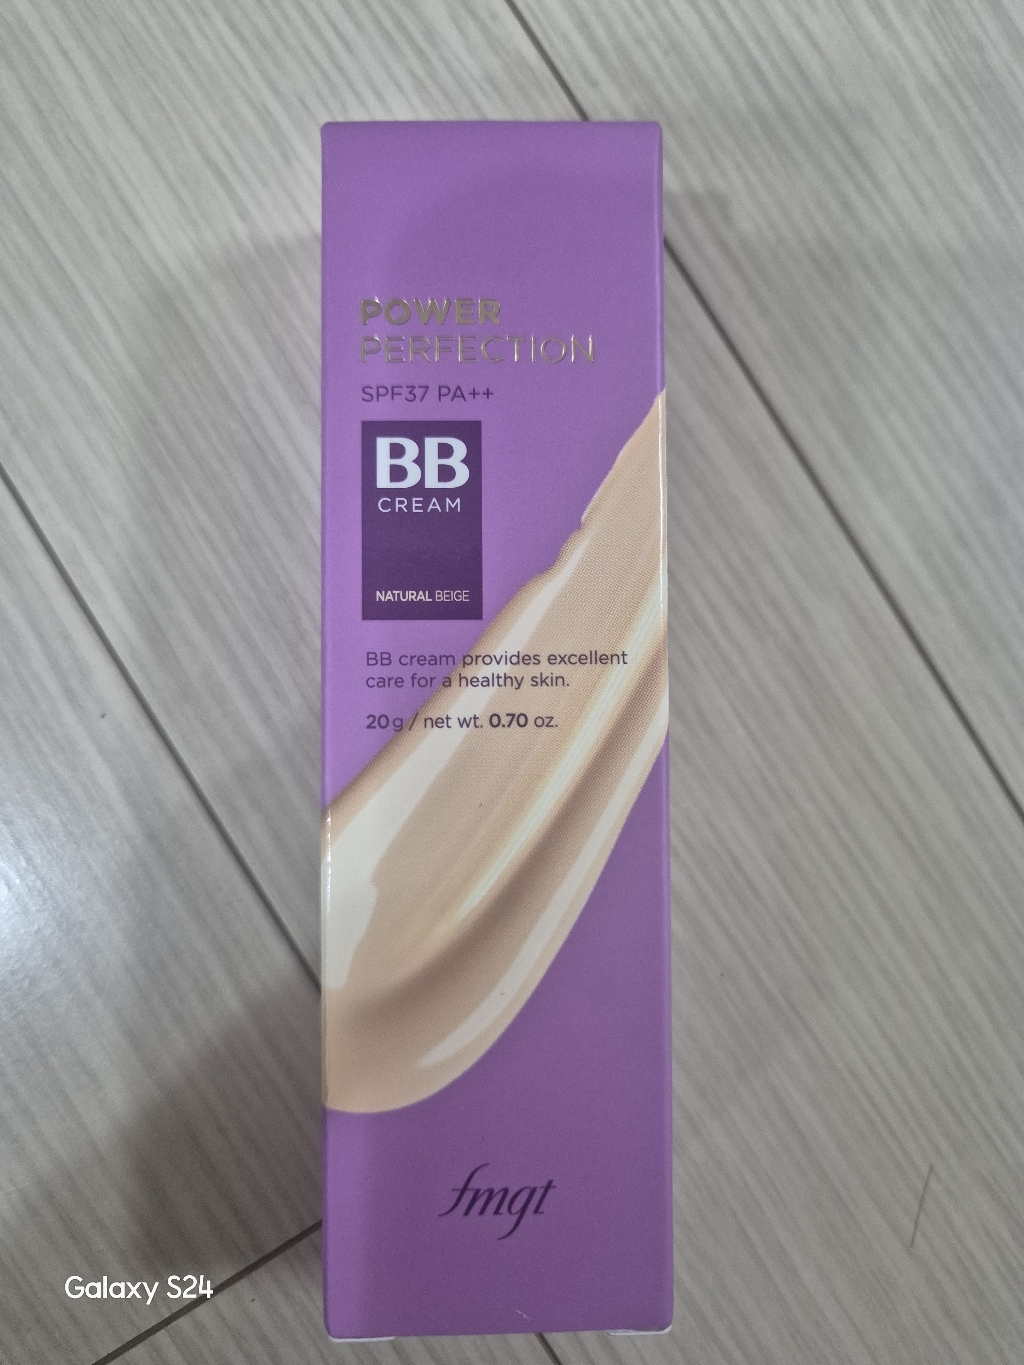 POWER
PERFECTION
SPF37 PA++
BB
CREAM
NATURAL BEIGE
BB cream provides excellent
care for a healthy skin.
20g / net wt. 0.70 oz.
fmgt
Galaxy S24